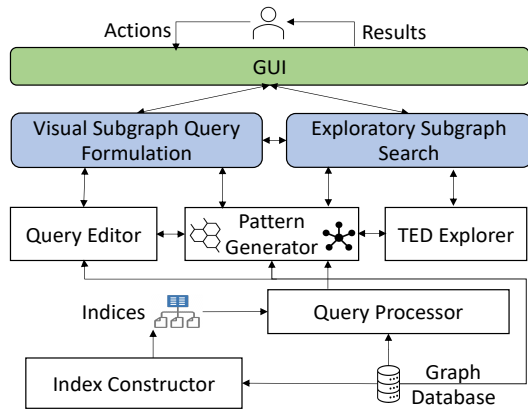 Actions
Results
GUI
Visual Subgraph Query
Formulation
Exploratory Subgraph
Search
Query Editor
Pattern
Generator
TED Explorer
Indices
Query Processor
Index Constructor
Graph
Database